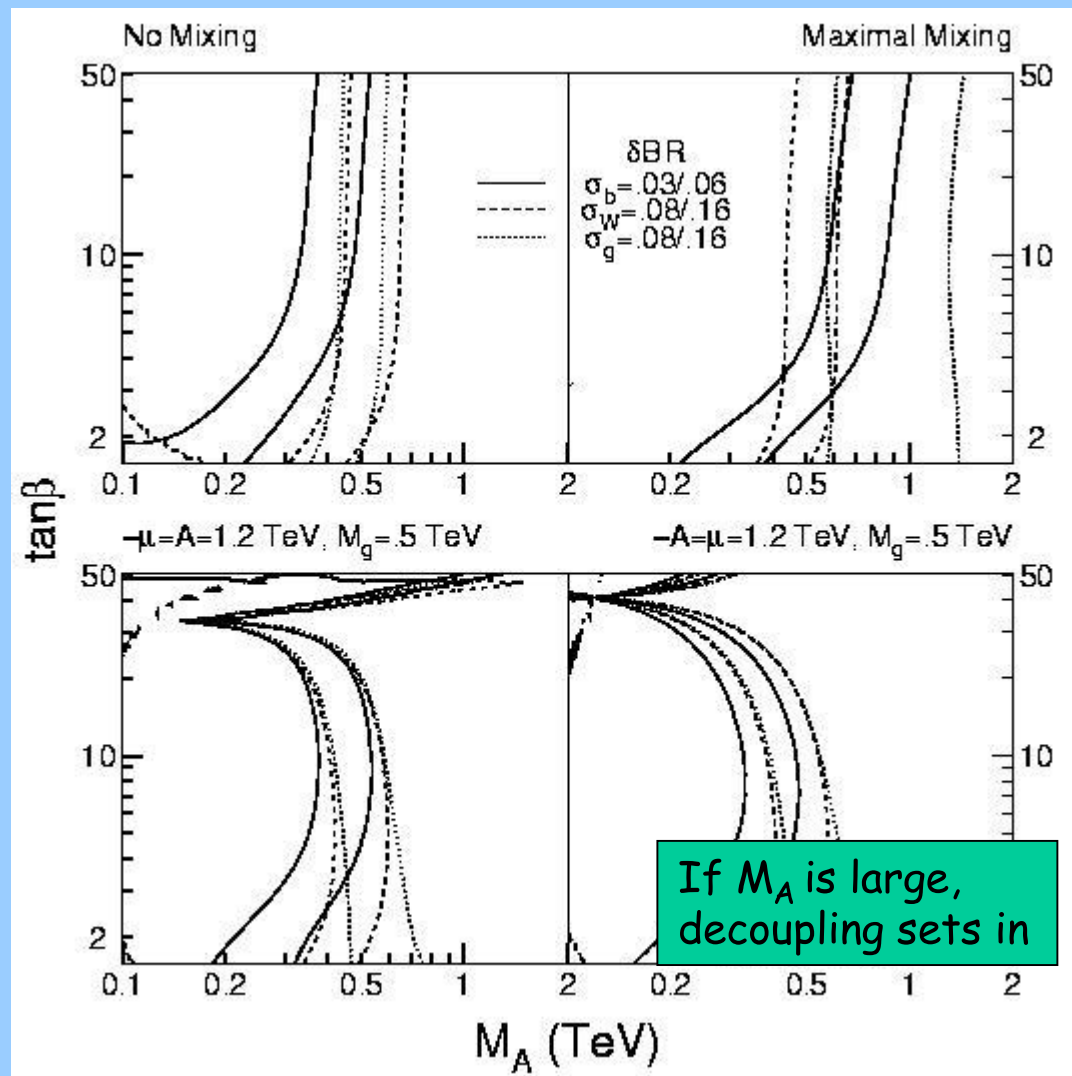 No Mixing Maximal Mixing
50 50
δBR
σb=.03/.06
σW=.08/.16
σg=.08/.16
10 10
2 2
0.1 0.2 0.5 1 2 0.5 1 2
0.2
tanβ
-μ=A=1.2 TeV, Mg=.5 TeV -A=μ=1.2 TeV, Mg=.5 TeV
50 50
10 10
If MA is large,
decoupling sets in
2
0.1 0.2 0.5 1 2 0.2 0.5 1 2
MA (TeV)